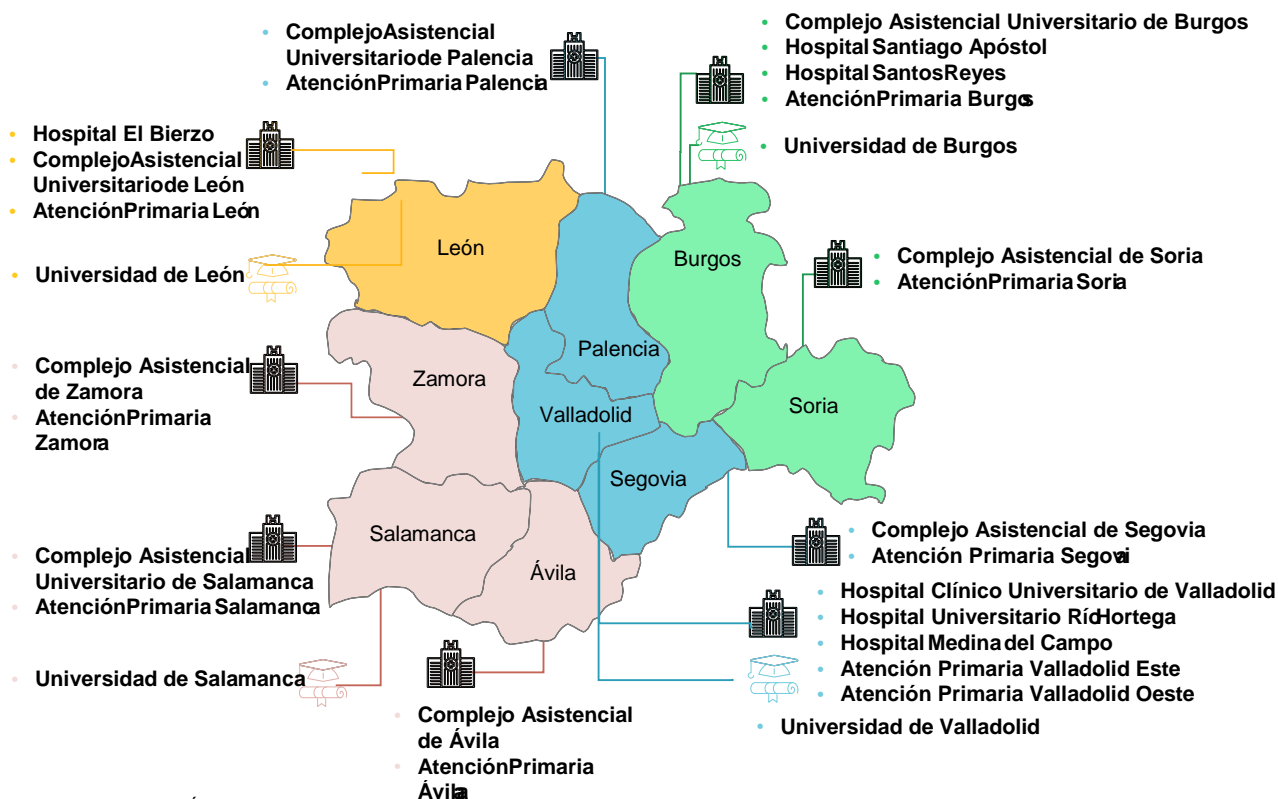 Complejo Asistencial
Universitario de Palencia
Atención Primaria Palencia
Complejo Asistencial Universitario de Burgos
Hospital Santiago Apóstol
Hospital Santos Reyes
Atención Primaria Burgos
Universidad de Burgos
Hospital El Bierzo
Complejo Asistencial
Universitario de León
Atención Primaria León
Universidad de León
León
Burgos
Complejo Asistencial de Soria
Atención Primaria Soria
Palencia
Complejo Asistencial
de Zamora
Atención Primaria
Zamora
Zamora
Valladolid
Soria
Segovia
Salamanca
Ávila
Complejo Asistencial
Universitario de Salamanca
Atención Primaria Salamanca
Universidad de Salamanca
Complejo Asistencial de Segovia
Atención Primaria Segovia
Hospital Clínico Universitario de Valladolid
Hospital Universitario Río Hortega
Hospital Medina del Campo
Atención Primaria Valladolid Este
Atención Primaria Valladolid Oeste
Universidad de Valladolid
Complejo Asistencial
de Ávila
Atención Primaria
Ávila